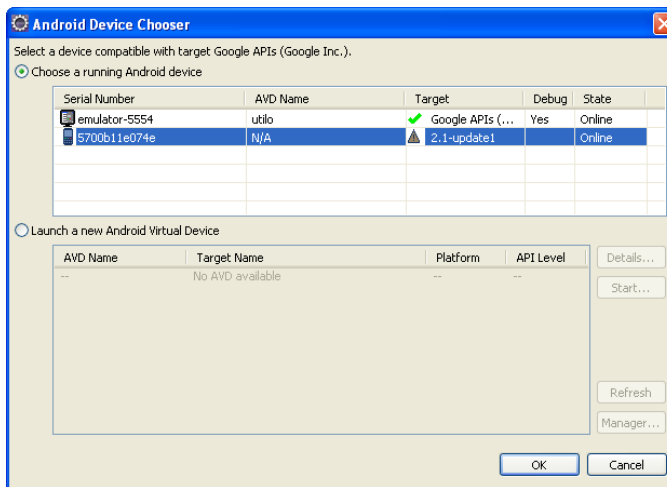 Android Device Chooser
Select a device compatible with target Google APIs (Google Inc.).
Choose a running Android device
Serial Number AVD Name Target Debug State
emulator-5554 utilo Google APIs (... Yes Online
5700b11e074e N/A 2.1-update1 Online
Launch a new Android Virtual Device
AVD Name Target Name Platform API Level
-- No AVD available -- --
Details...
Start...
Refresh
Manager...
OK Cancel